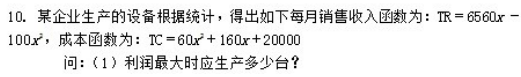 10. 某企业生产的设备根据统计，得出如下每月销售收入函数为：TR＝6560x－
100x²，成本函数为：TC＝60x²＋160x＋20000
问：（1）利润最大时应生产多少台？